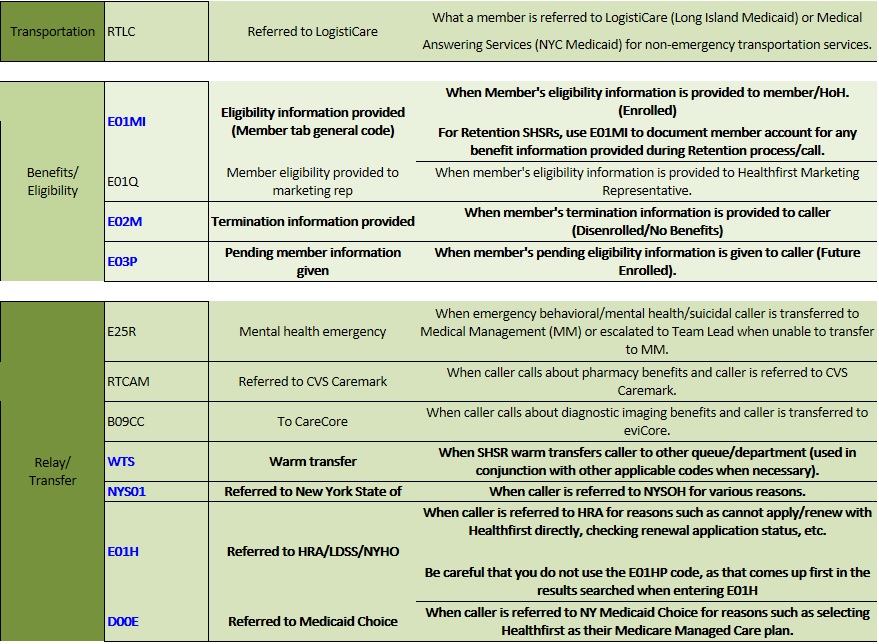 Transportation
RTLC
Referred to LogistiCare
What a member is referred to LogistiCare (Long Island Medicaid) or Medical
Answering Services (NYC Medicaid) for non-emergency transportation services.
Benefits/
Eligibility
E01MI
Eligibility information provided
(Member tab general code)
When Member's eligibility information is provided to member/HoH.
(Enrolled)
For Retention SHSRs, use E01MI to document member account for any
benefit information provided during Retention process/call.
E01Q
Member eligibility provided to
marketing rep
When member's eligibility information is provided to Healthfirst Marketing
Representative.
E02M
Termination information provided
When member's termination information is provided to caller
(Disenrolled/No Benefits)
E03P
Pending member information
given
When member's pending eligibility information is given to caller (Future
Enrolled).
Relay/
Transfer
E25R
Mental health emergency
When emergency behavioral/mental health/suicidal caller is transferred to
Medical Management (MM) or escalated to Team Lead when unable to transfer
to MM.
RTCAM
Referred to CVS Caremark
When caller calls about pharmacy benefits and caller is referred to CVS
Caremark.
B09CC
To CareCore
When caller calls about diagnostic imaging benefits and caller is transferred to
eviCore.
WTS
Warm transfer
When SHSR warm transfers caller to other queue/department (used in
conjunction with other applicable codes when necessary).
NYS01
Referred to New York State of
When caller is referred to NYSOH for various reasons.
E01H
Referred to HRA/LDSS/NYHO
When caller is referred to HRA for reasons such as cannot apply/renew with
Healthfirst directly, checking renewal application status, etc.
Be careful that you do not use the E01HP code, as that comes up first in the
results searched when entering E01H
D00E
Referred to Medicaid Choice
When caller is referred to NY Medicaid Choice for reasons such as selecting
Healthfirst as their Medicare Managed Care plan.